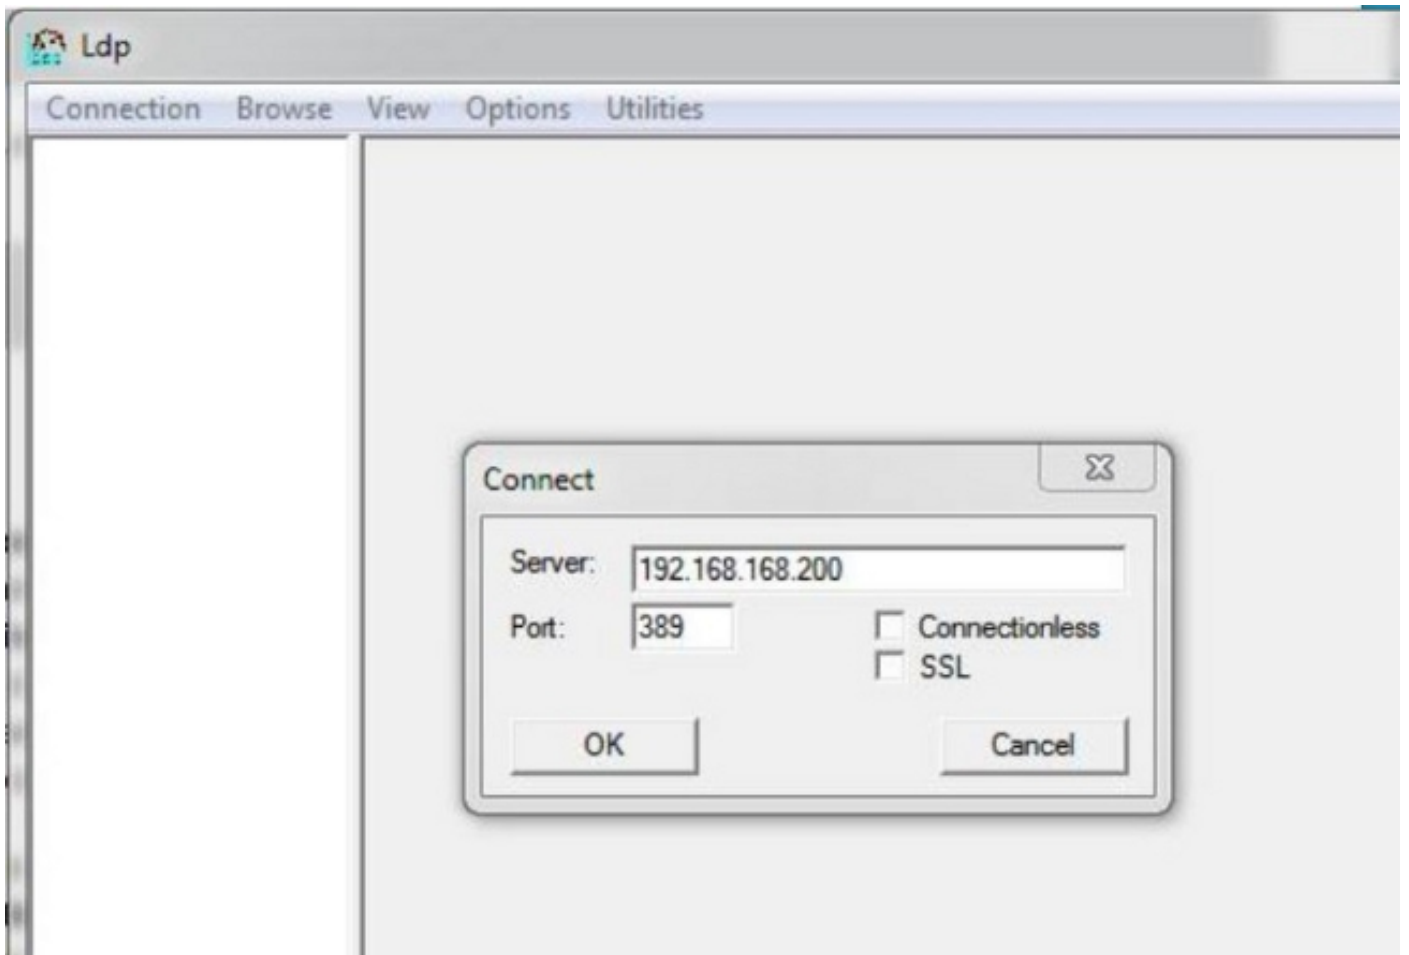 Ldp
Connection Browse View Options Utilities
Connect
Server: 192.168.168.200
Port: 389 Connectionless
SSL
OK Cancel